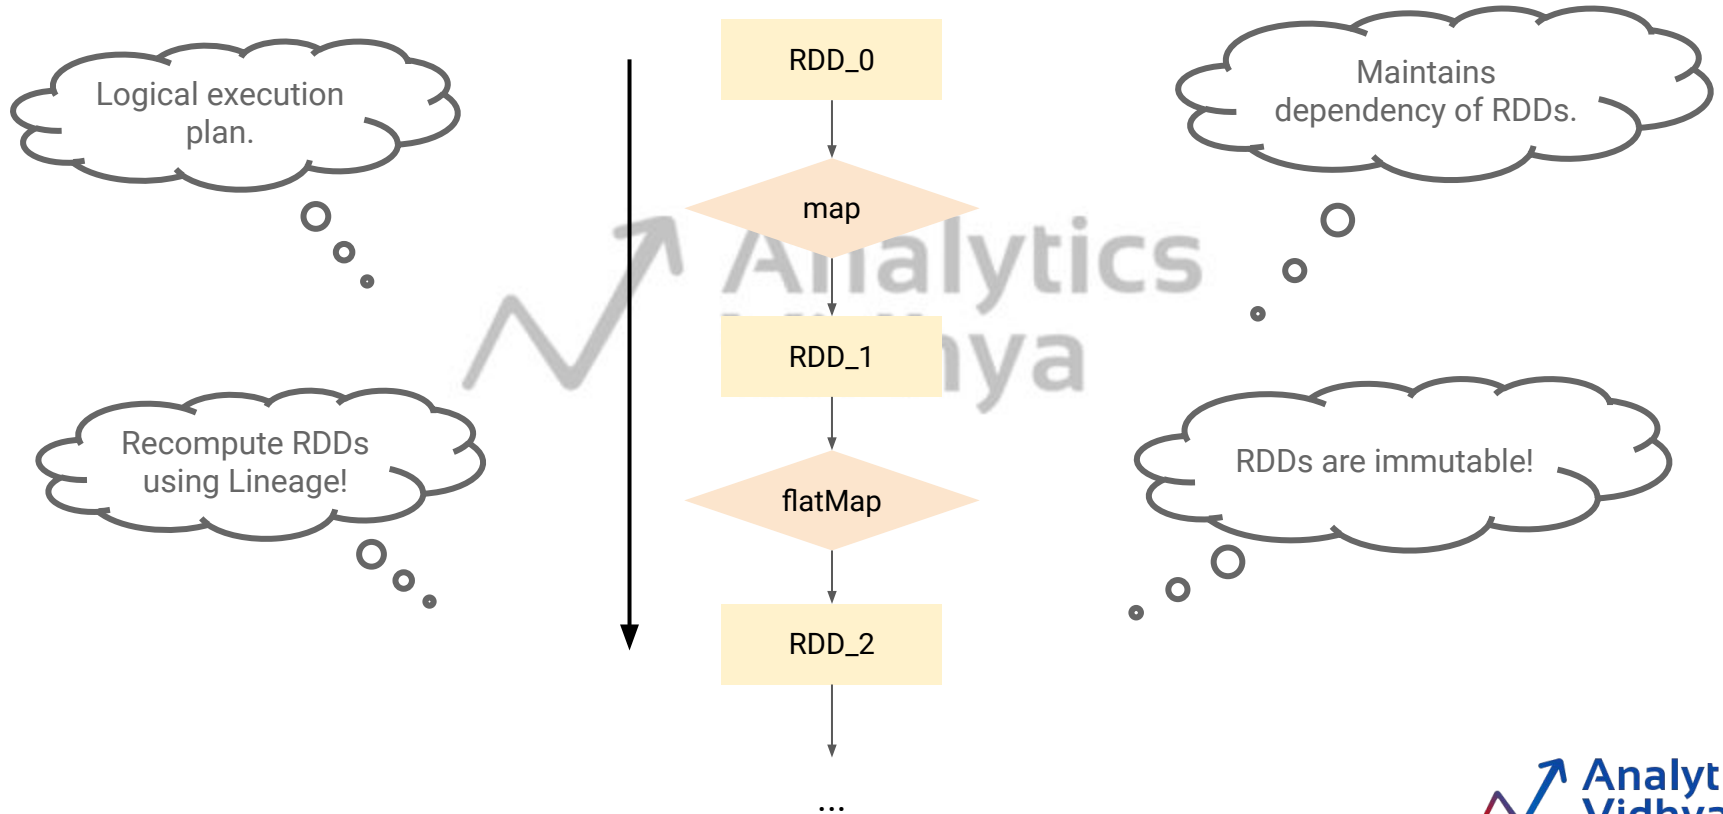 Logical execution
plan.
RDD_0
Maintains
dependency of RDDs.
map
Analytics
RDD_1
Recompute RDDs
using Lineage!
RDDs are immutable!
flatMap
RDD_2
...
Analyt